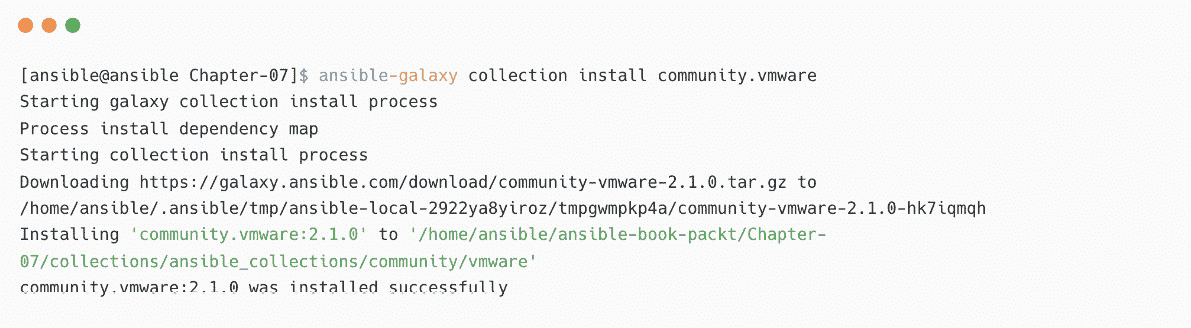 [ansible@ansible Chapter-07]$ ansible-galaxy collection install community.vmware
Starting galaxy collection install process
Process install dependency map
Starting collection install process
Downloading https://galaxy.ansible.com/download/community-vmware-2.1.0.tar.gz to
/home/ansible/.ansible/tmp/ansible-local-2922ya8yiroz/tmpgwmpkp4a/community-vmware-2.1.0-hk7iqmqh
Installing 'community.vmware:2.1.0' to '/home/ansible/ansible-book-packt/Chapter-
07/collections/ansible_collections/community/vmware'
community.vmware:2.1.0 was installed successfully